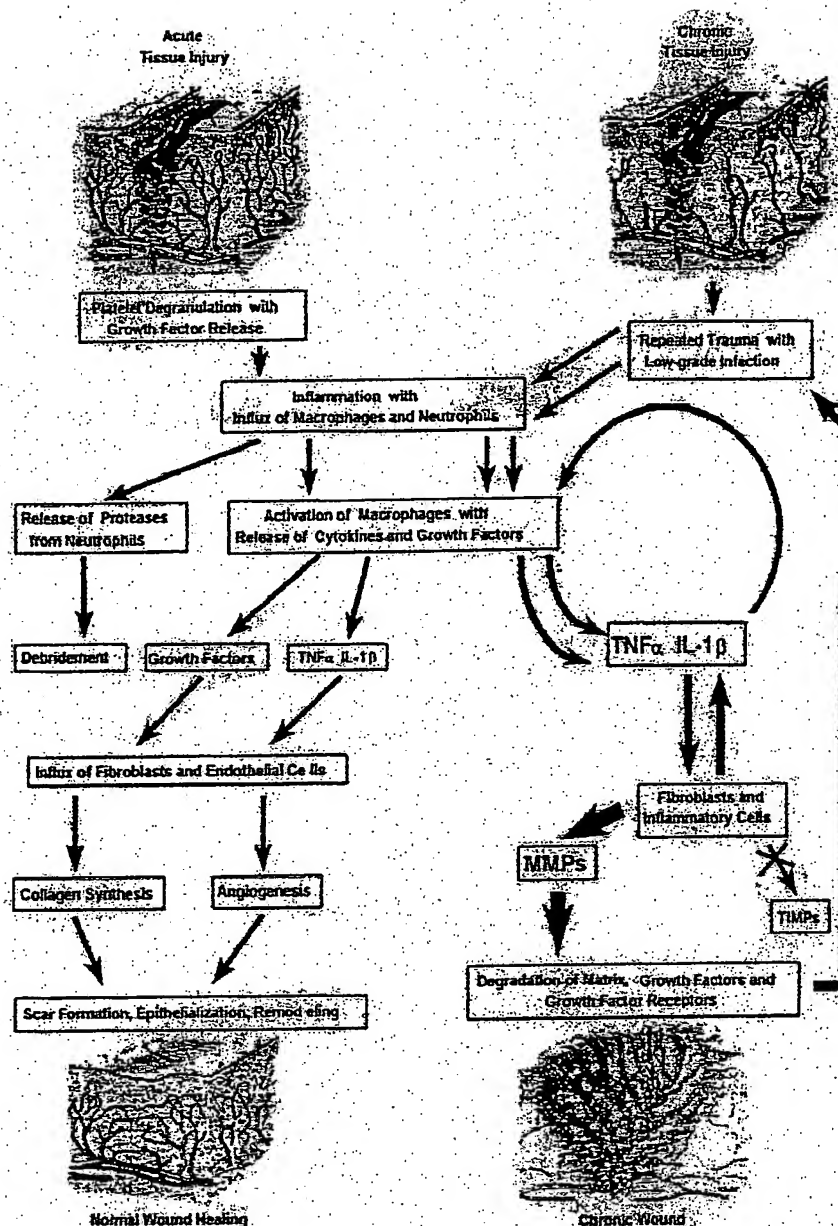 Acute
Tissue Injury
Chronic
Tissue Injury
Platelet Degranulation with
Growth Factor Release
Repeated Trauma with
Low-grade Infection
Inflammation with
Influx of Macrophages and Neutrophils
Release of Proteases
from Neutrophils
Activation of Macrophages with
Release of Cytokines and Growth Factors
Debridement
Growth Factors
TNFα IL-1β
TNFα IL-1β
Influx of Fibroblasts and Endothelial Cells
Fibroblasts and
Inflammatory Cells
MMPs
Collagen Synthesis
Angiogenesis
TIMPs
Degradation of Matrix, Growth Factors and
Growth Factor Receptors
Scar Formation, Epithelialization, Remodeling
Normal Wound Healing
Chronic Wound